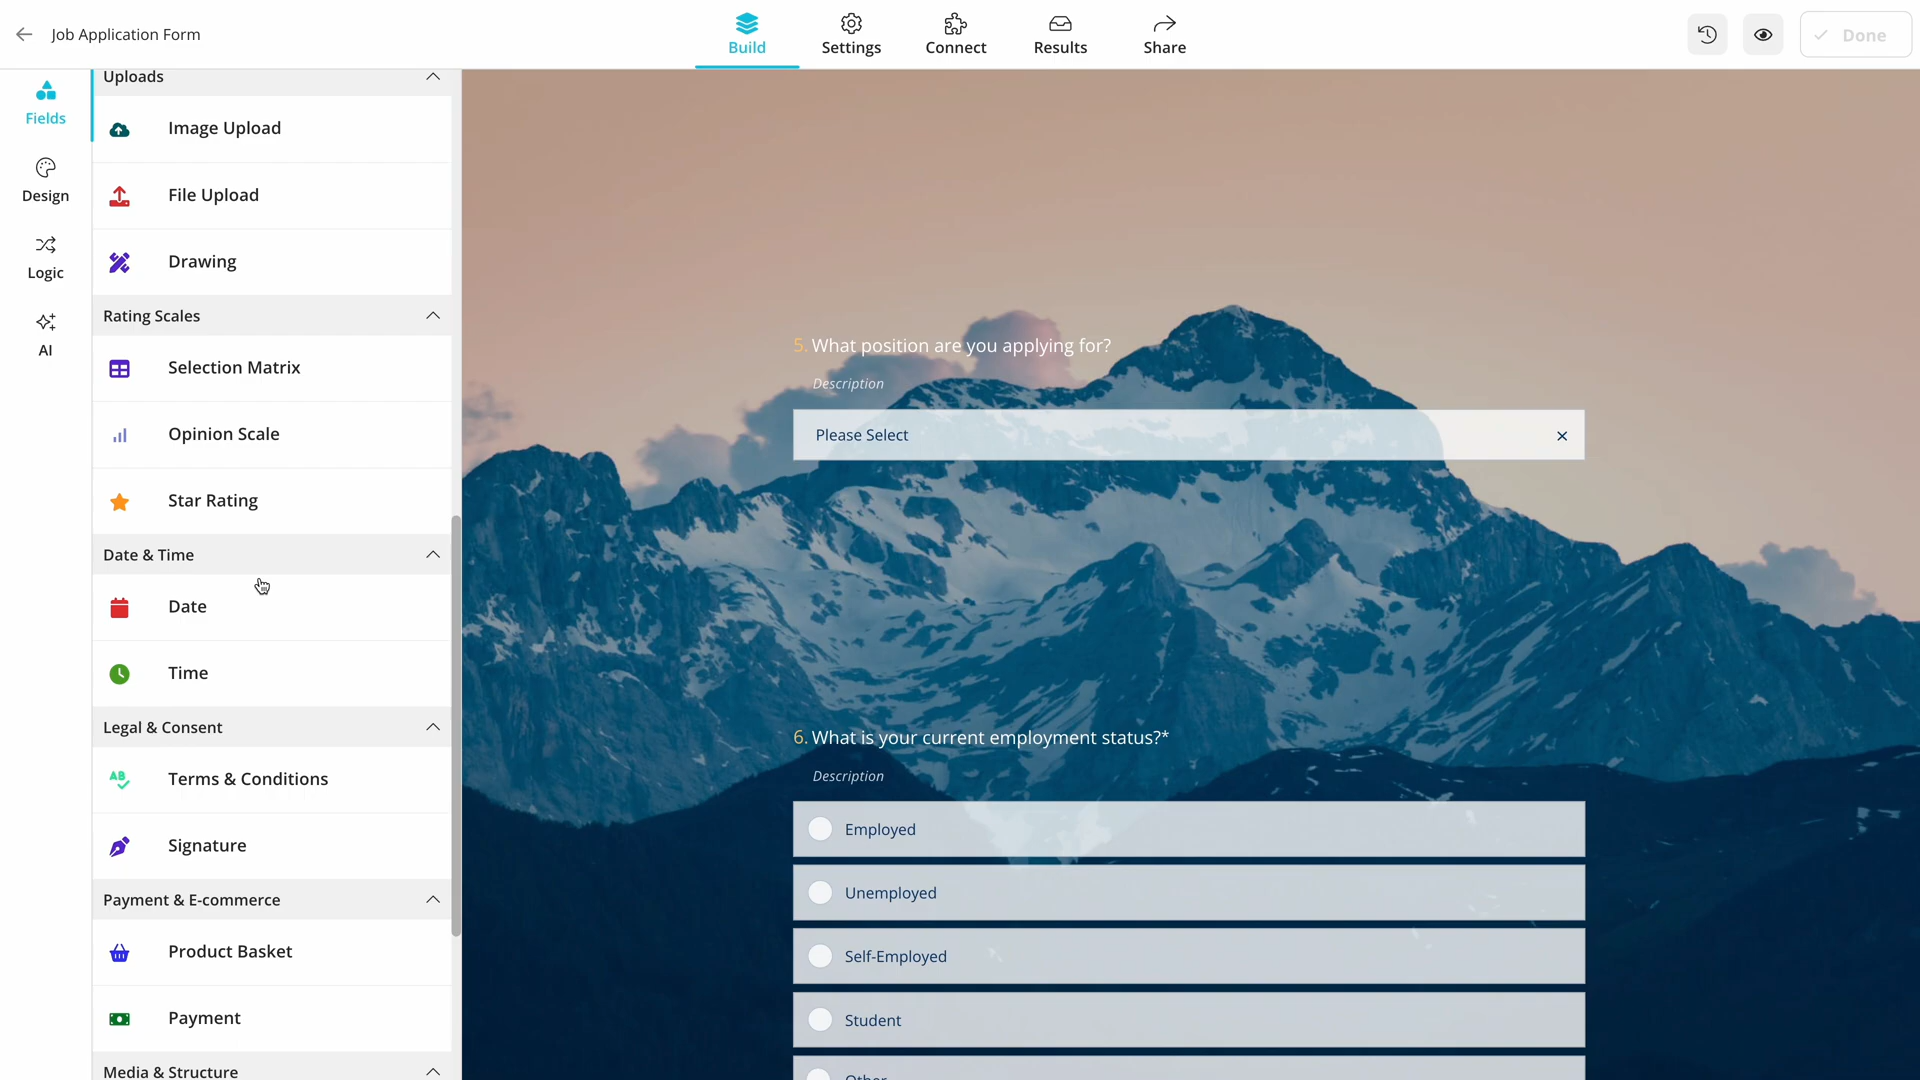 Job Application Form
Build
Settings
Connect
Results
Share
Done
Fields
Design
Logic
AI
Uploads
Image Upload
File Upload
Drawing
Rating Scales
Selection Matrix
Opinion Scale
Star Rating
Date & Time
Date
Time
Legal & Consent
Terms & Conditions
Signature
Payment & E-commerce
Product Basket
Payment
Media & Structure
5. What position are you applying for?
Description
Please Select
6. What is your current employment status?*
Description
Employed
Unemployed
Self-Employed
Student
Other